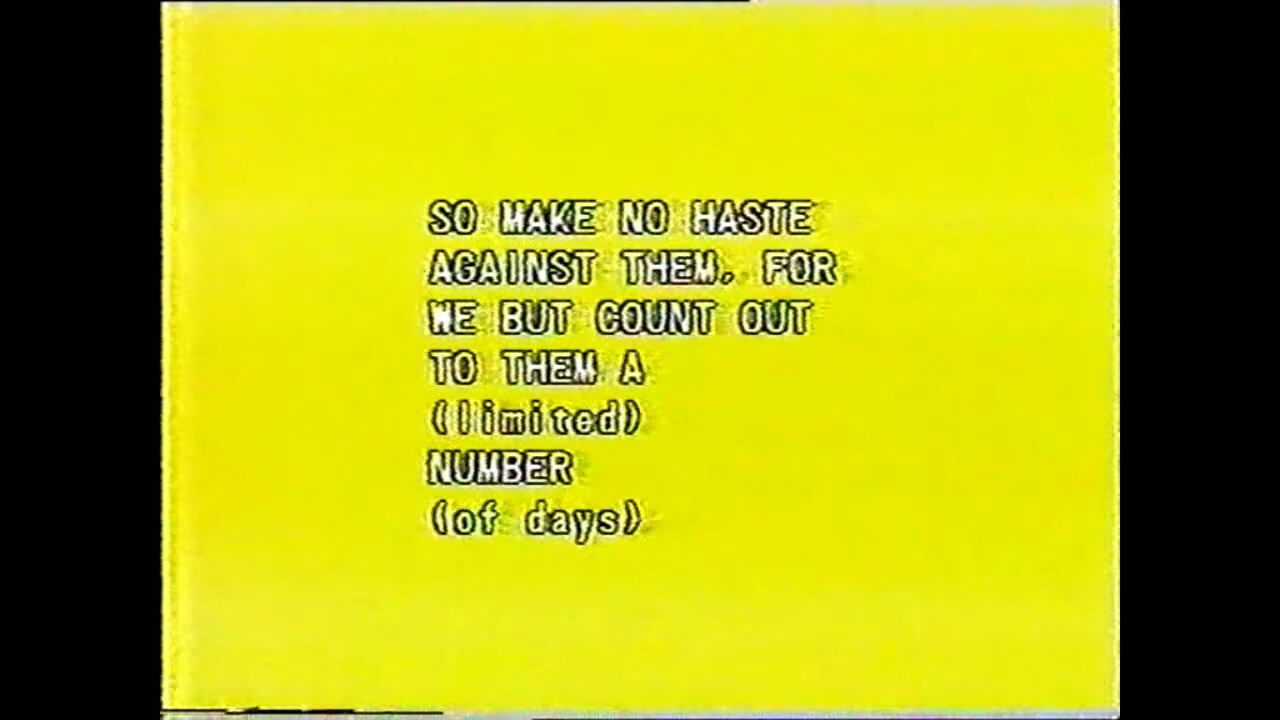 SO MAKE NO HASTE
AGAINST THEM, FOR
WE BUT COUNT OUT
TO THEM A
(limited)
NUMBER
(of days)